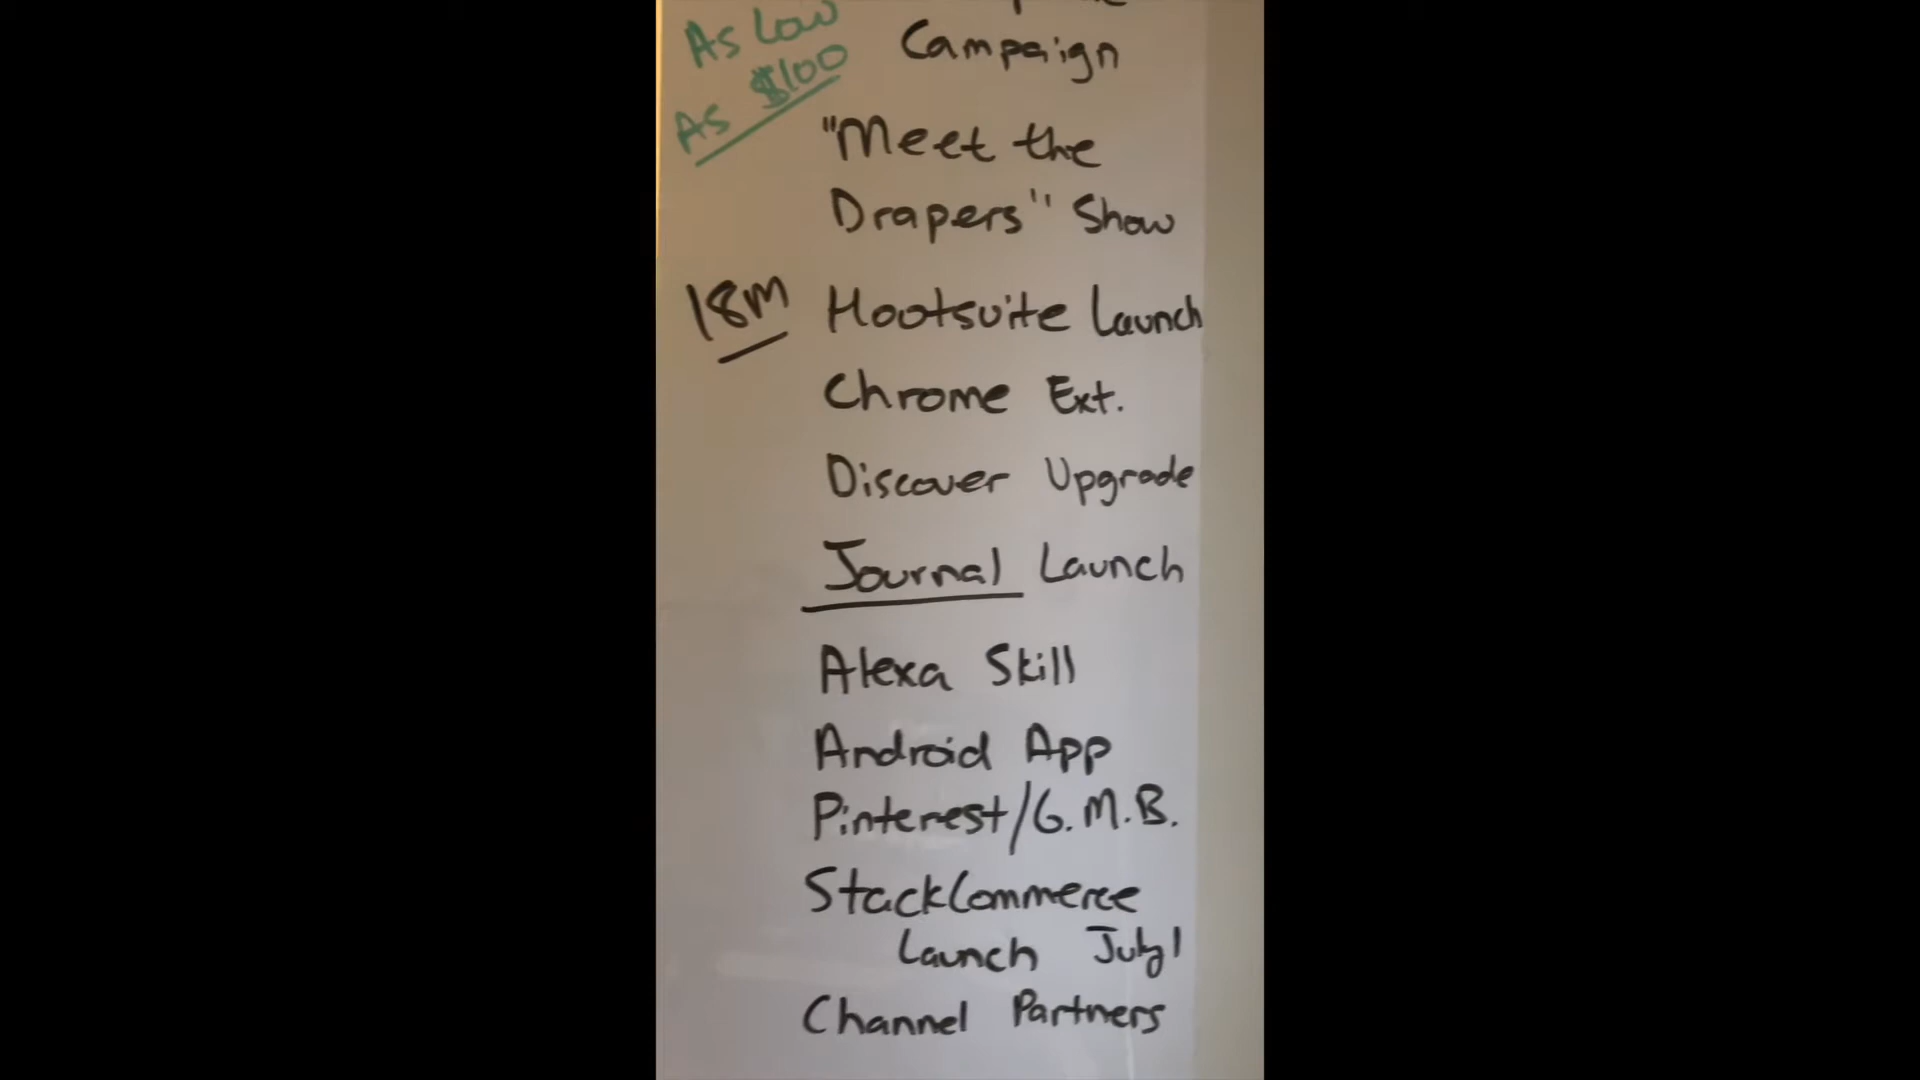 As Low
As $100
Campaign
"Meet the
Drapers" Show
18M Hootsuite Launch
Chrome Ext.
Discover Upgrade
Journal Launch
Alexa Skill
Android App
Pinterest/G.M.B.
StackCommerce
Launch July 1
Channel Partners